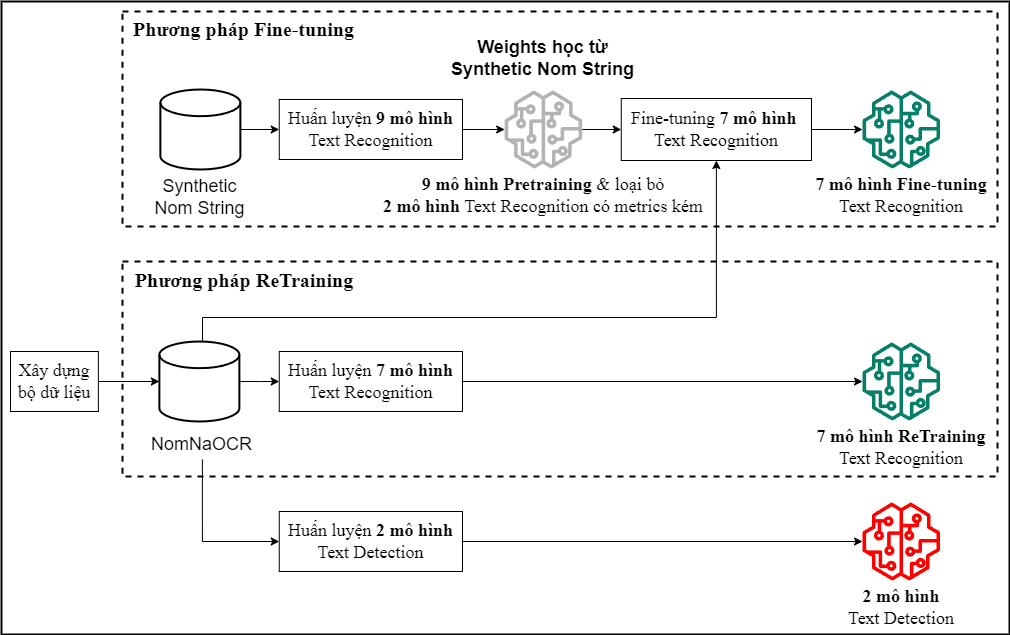 Phương pháp Fine-tuning
Weights học từ
Synthetic Nom String
Huấn luyện 9 mô hình
Text Recognition
Fine-tuning 7 mô hình
Text Recognition
Synthetic
Nom String
9 mô hình Pretraining & loại bỏ
2 mô hình Text Recognition có metrics kém
7 mô hình Fine-tuning
Text Recognition
Phương pháp ReTraining
Xây dựng
bộ dữ liệu
NomNaOCR
Huấn luyện 7 mô hình
Text Recognition
7 mô hình ReTraining
Text Recognition
Huấn luyện 2 mô hình
Text Detection
2 mô hình
Text Detection